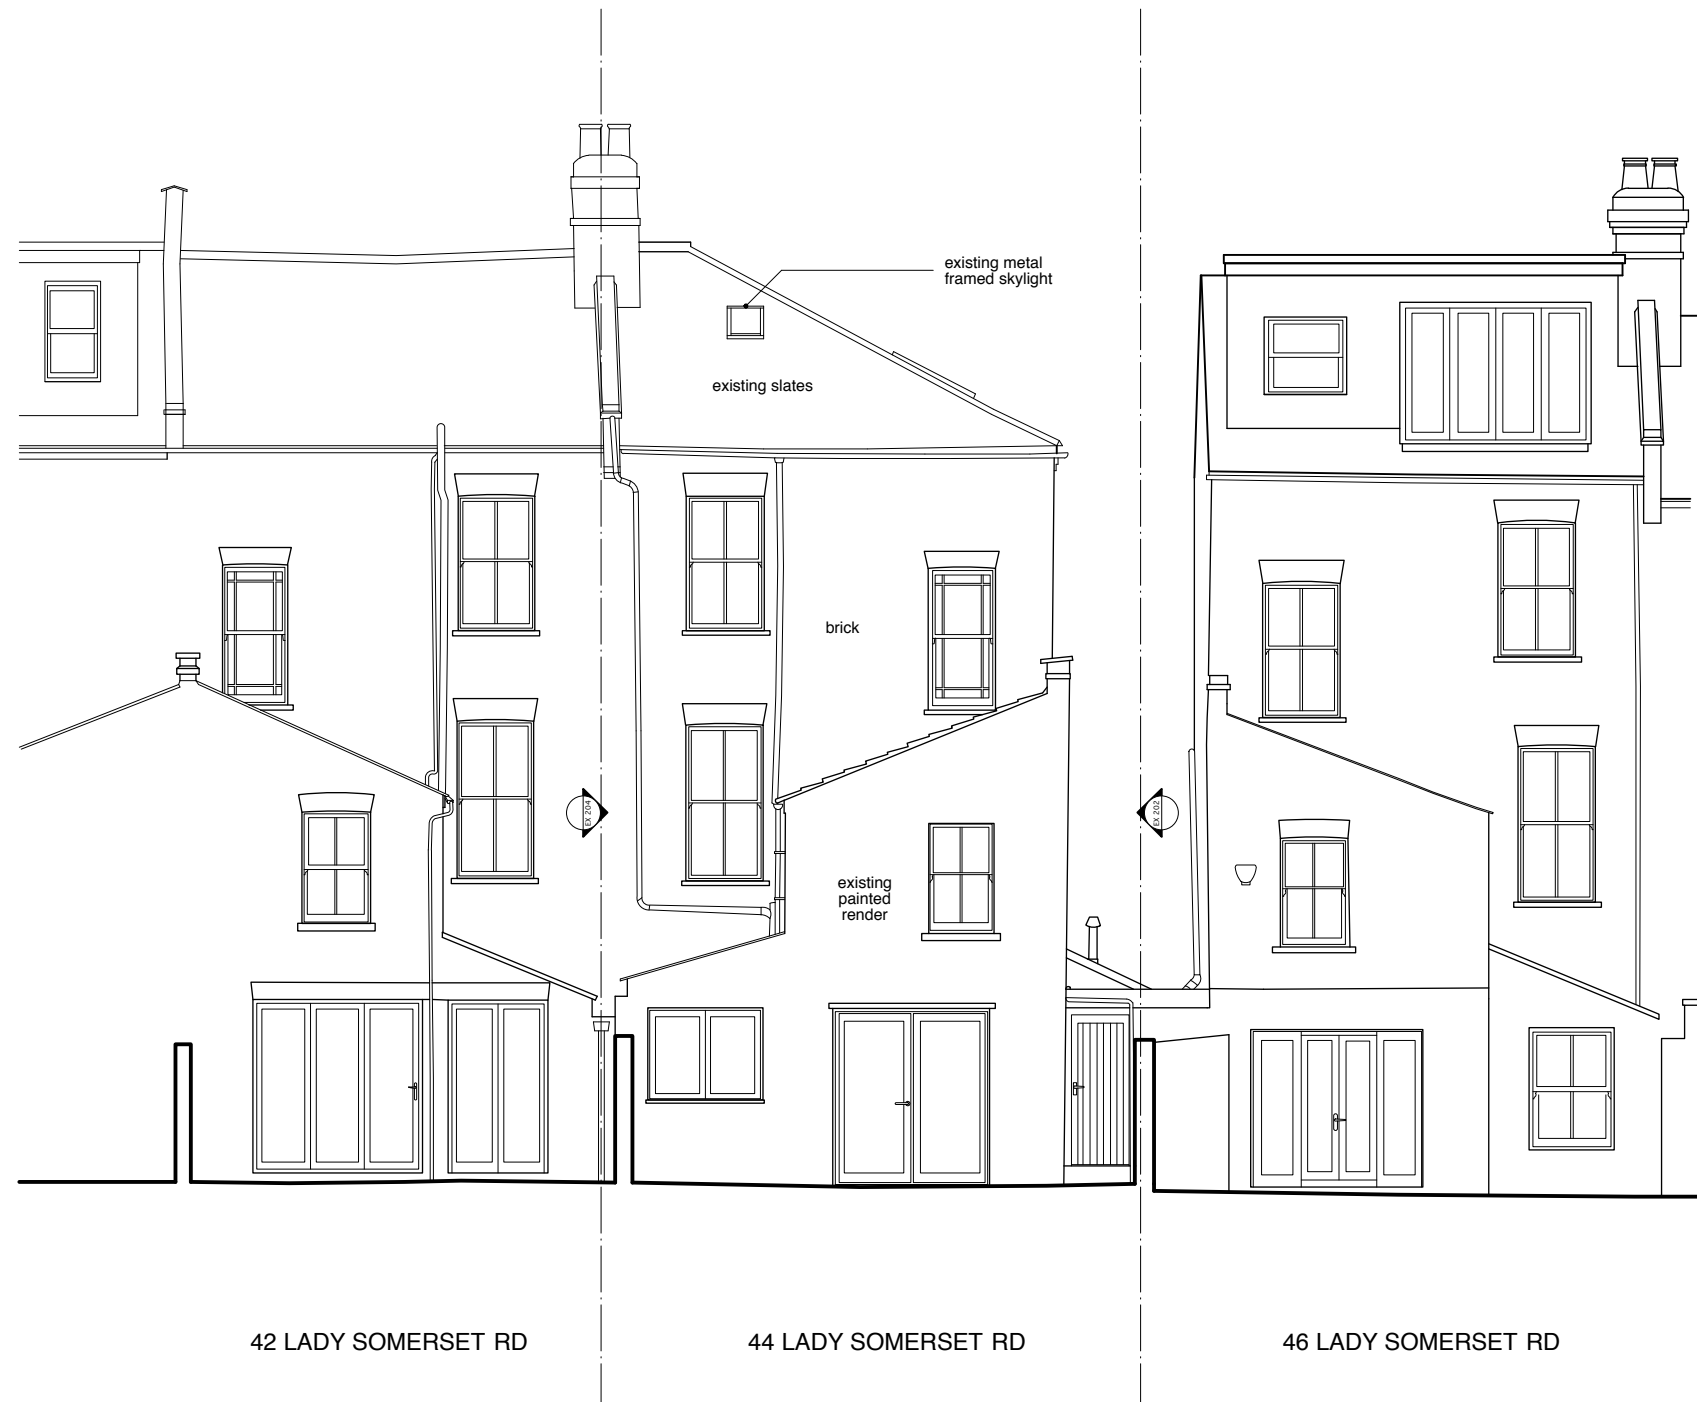 existing metal
framed skylight
existing slates
brick
EX 204
EX 202
existing
painted
render
42 LADY SOMERSET RD
44 LADY SOMERSET RD
46 LADY SOMERSET RD